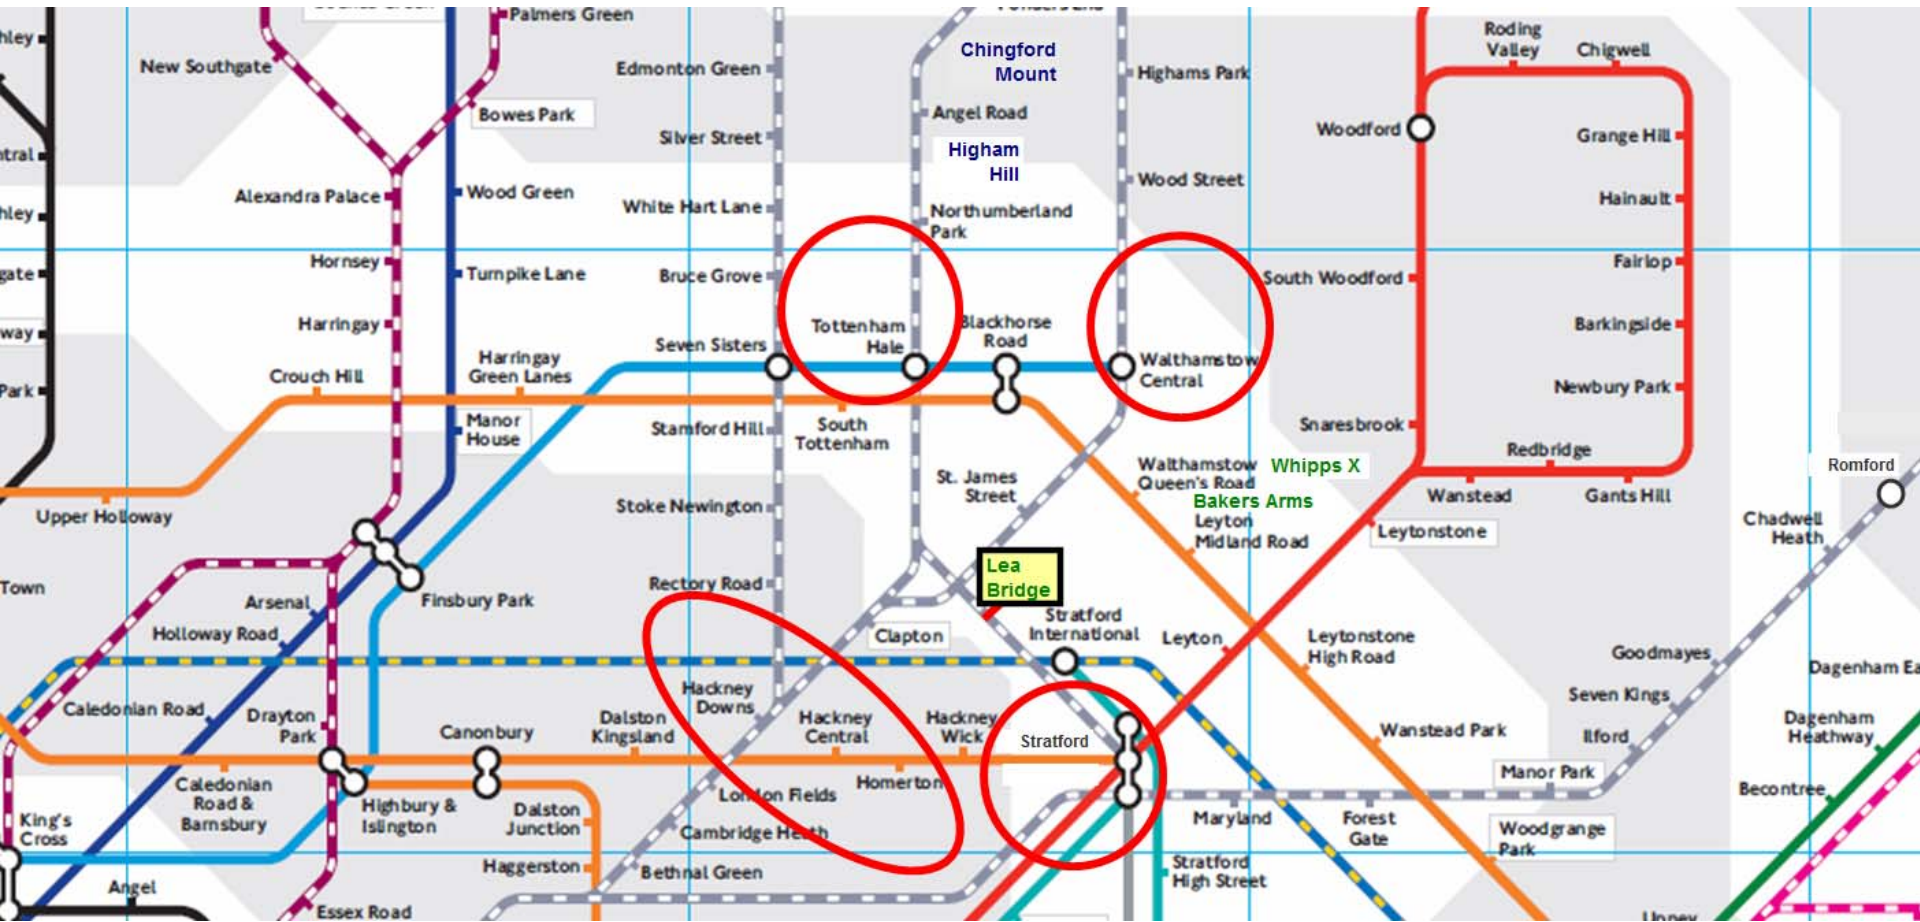 Palmers Green
New Southgate
Bowes Park
Alexandra Palace
Wood Green
Hornsey
Turnpike Lane
Harringay
Crouch Hill
Harringay
Green Lanes
Manor
House
Upper Holloway
Town
Arsenal
Finsbury Park
Holloway Road
Caledonian Road
Drayton
Park
Canonbury
Caledonian
Road &
Barnsbury
Highbury &
Islington
King's
Cross
Angel
Essex Road
Edmonton Green
Silver Street
White Hart Lane
Bruce Grove
Seven Sisters
Stamford Hill
Stoke Newington
Rectory Road
Hackney
Downs
Dalston
Kingsland
Dalston
Junction
Haggerston
Hackney
Central
Hackney
Wick
Homerton
London Fields
Cambridge Heath
Bethnal Green
Chingford
Mount
Angel Road
Higham
Hill
Northumberland
Park
Tottenham
Hale
Blackhorse
Road
South
Tottenham
St. James
Street
Clapton
Lea
Bridge
Stratford
International
Stratford
Highams Park
Wood Street
Walthamstow
Central
Walthamstow
Queen's Road
Whipps X
Bakers Arms
Leyton
Midland Road
Leyton
Leytonstone
Leytonstone
High Road
Wanstead Park
Maryland
Forest
Gate
Manor Park
Woodgrange
Park
Stratford
High Street
Roding
Valley
Chigwell
Woodford
Grange Hill
Hainault
South Woodford
Fairlop
Barkingside
Newbury Park
Snaresbrook
Redbridge
Wanstead
Gants Hill
Romford
Chadwell
Heath
Goodmayes
Seven Kings
Ilford
Dagenham Ea
Dagenham
Heathway
Becontree